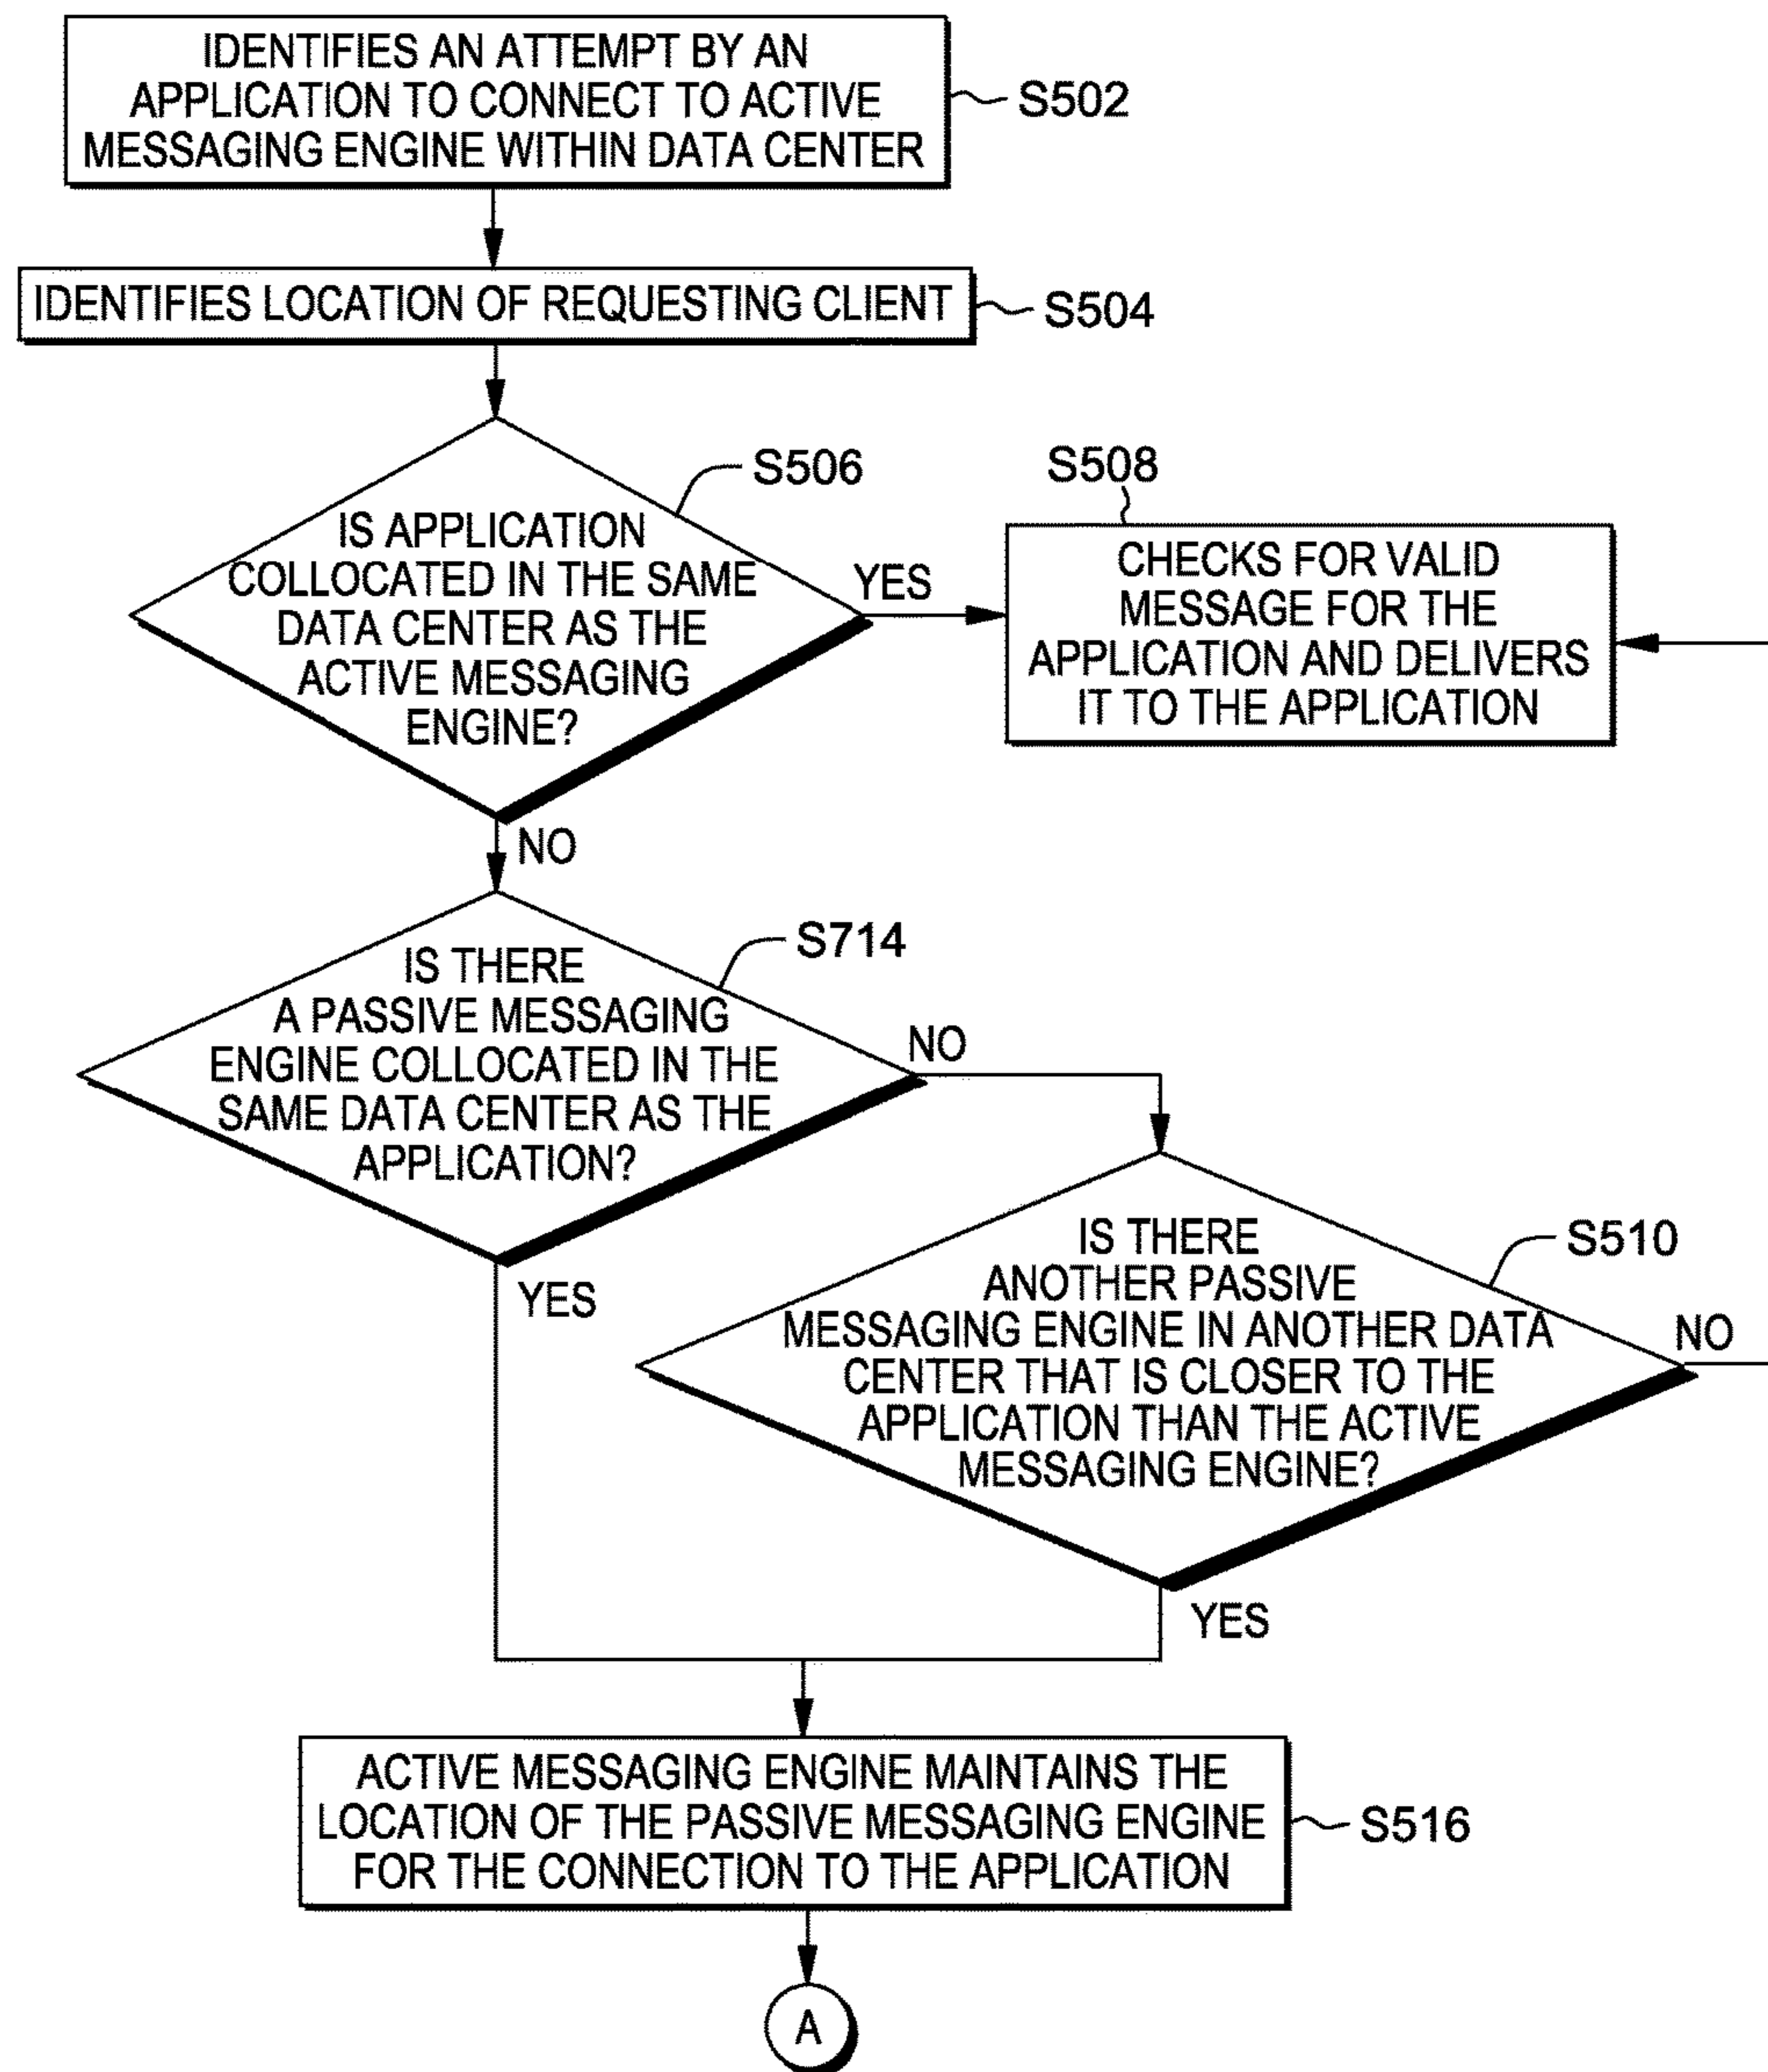 IDENTIFIES AN ATTEMPT BY AN
APPLICATION TO CONNECT TO ACTIVE
MESSAGING ENGINE WITHIN DATA CENTER
S502
IDENTIFIES LOCATION OF REQUESTING CLIENT
S504
S506
IS APPLICATION
COLLOCATED IN THE SAME
DATA CENTER AS THE
ACTIVE MESSAGING
ENGINE?
YES
NO
S508
CHECKS FOR VALID
MESSAGE FOR THE
APPLICATION AND DELIVERS
IT TO THE APPLICATION
S714
IS THERE
A PASSIVE MESSAGING
ENGINE COLLOCATED IN THE
SAME DATA CENTER AS THE
APPLICATION?
NO
YES
S510
IS THERE
ANOTHER PASSIVE
MESSAGING ENGINE IN ANOTHER DATA
CENTER THAT IS CLOSER TO THE
APPLICATION THAN THE ACTIVE
MESSAGING ENGINE?
NO
YES
ACTIVE MESSAGING ENGINE MAINTAINS THE
LOCATION OF THE PASSIVE MESSAGING ENGINE
FOR THE CONNECTION TO THE APPLICATION
S516
A